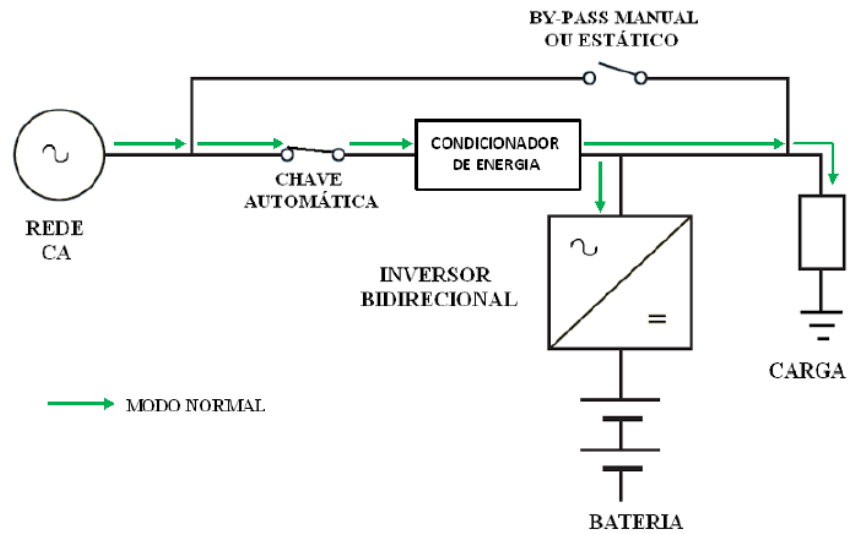 BY-PASS MANUAL
OU ESTÁTICO
CONDICIONADOR
DE ENERGIA
CHAVE
AUTOMÁTICA
REDE
CA
INVERSOR
BIDIRECIONAL
CARGA
MODO NORMAL
BATERIA